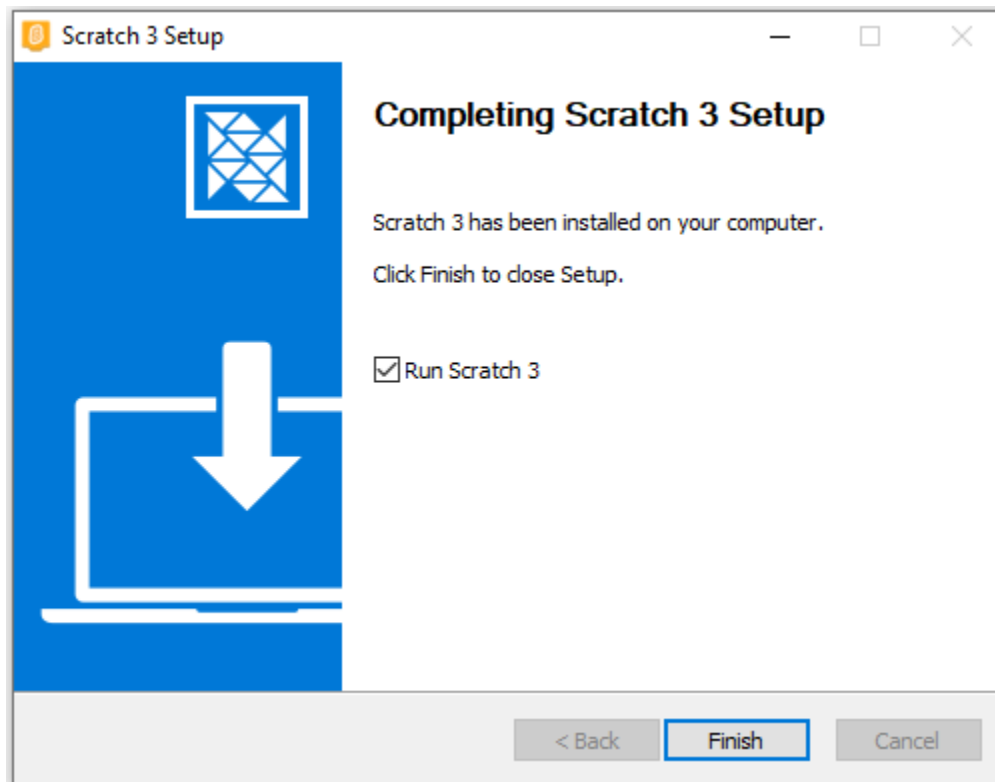 Scratch 3 Setup
Completing Scratch 3 Setup
Scratch 3 has been installed on your computer.
Click Finish to close Setup.
Run Scratch 3
< Back
Finish
Cancel